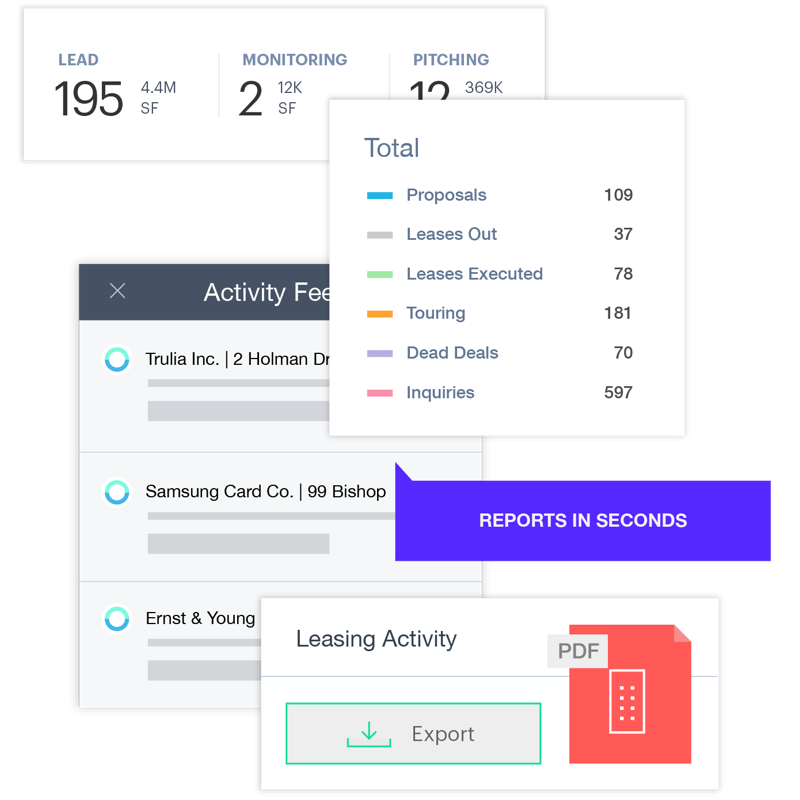 LEAD
195
4.4M
SF
MONITORING
2
12K
SF
PITCHING
12
369K
Total
Proposals 109
Leases Out 37
Leases Executed 78
Touring 181
Dead Deals 70
Inquiries 597
Activity Fee
Trulia Inc. | 2 Holman Dr
Samsung Card Co. | 99 Bishop
REPORTS IN SECONDS
Ernst & Young
Leasing Activity
PDF
Export